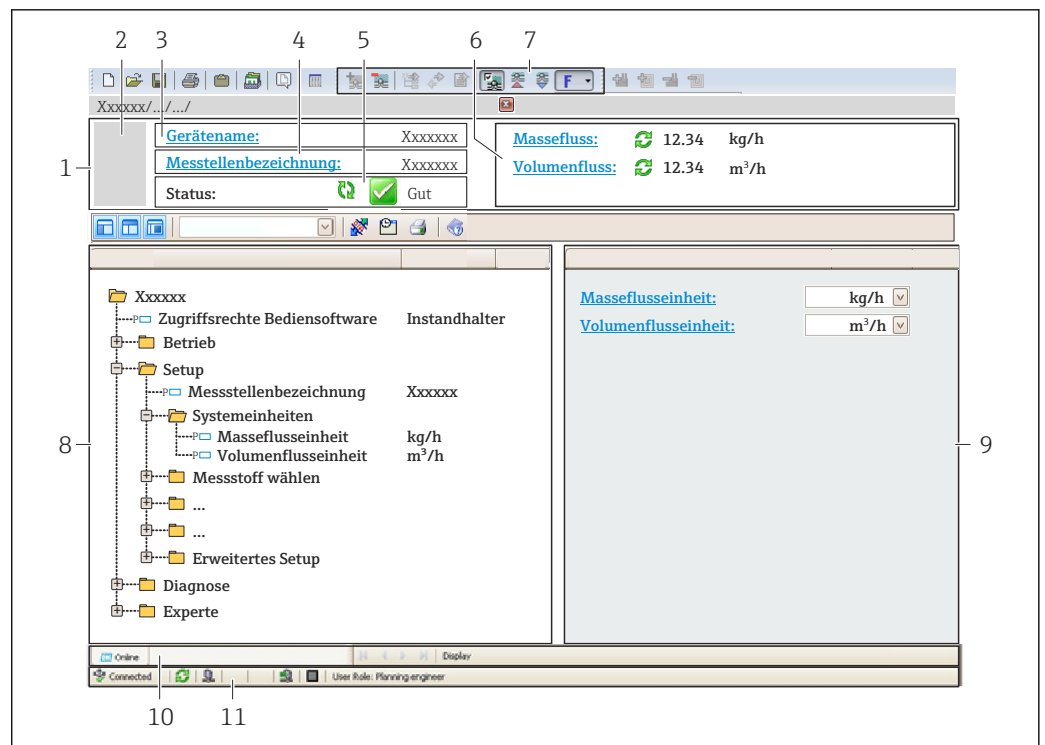 2 3 4 5 6 7
F
Xxxxxx/.../.../
1
Gerätename: Xxxxxxx
Messtellenbezeichnung: Xxxxxxx
Status: Gut
Massefluss: 12.34 kg/h
Volumenfluss: 12.34 m³/h
8
Xxxxxx
P Zugriffsrechte Bediensoftware Instandhalter
Betrieb
Setup
P Messstellenbezeichnung Xxxxxx
Systemeinheiten
P Masseflusseinheit kg/h
P Volumenflusseinheit m³/h
Messstoff wählen
...
...
Erweitertes Setup
Diagnose
Experte
Masseflusseinheit: kg/h
Volumenflusseinheit: m³/h
9
Online Display
Connected User Role: Planning engineer
10 11